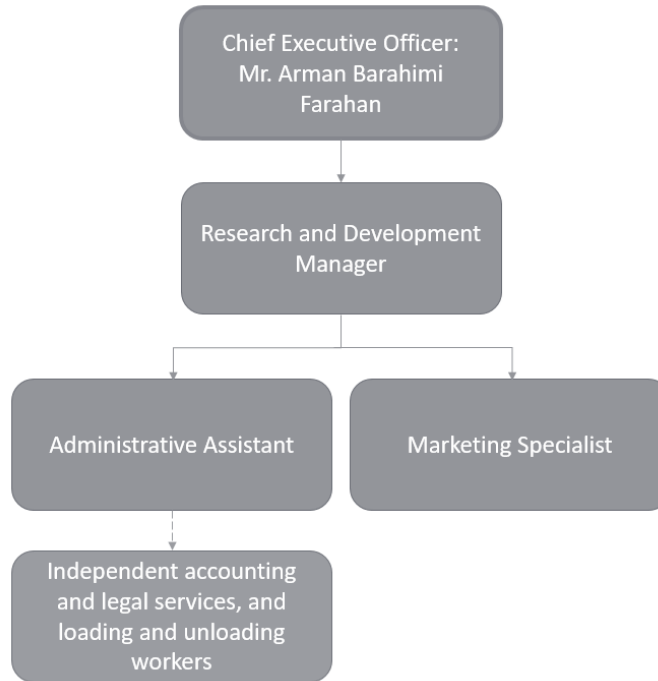 Chief Executive Officer:
Mr. Arman Barahimi
Farahan
Research and Development
Manager
Administrative Assistant
Marketing Specialist
Independent accounting
and legal services, and
loading and unloading
workers